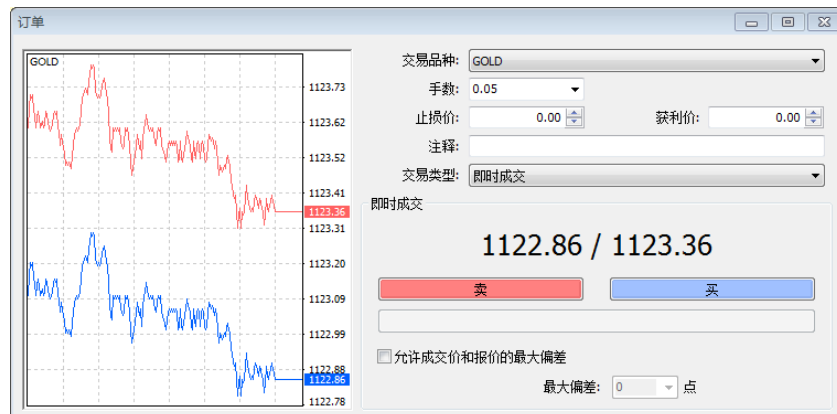 订单
GOLD
1123.73
1123.62
1123.52
1123.41
1123.36
1123.31
1123.20
1123.09
1122.99
1122.88
1122.86
1122.78
交易品种: GOLD
手数: 0.05
止损价: 0.00 获利价: 0.00
注释:
交易类型: 即时成交
即时成交
1122.86 / 1123.36
卖 买
允许成交价和报价的最大偏差
最大偏差: 0 点